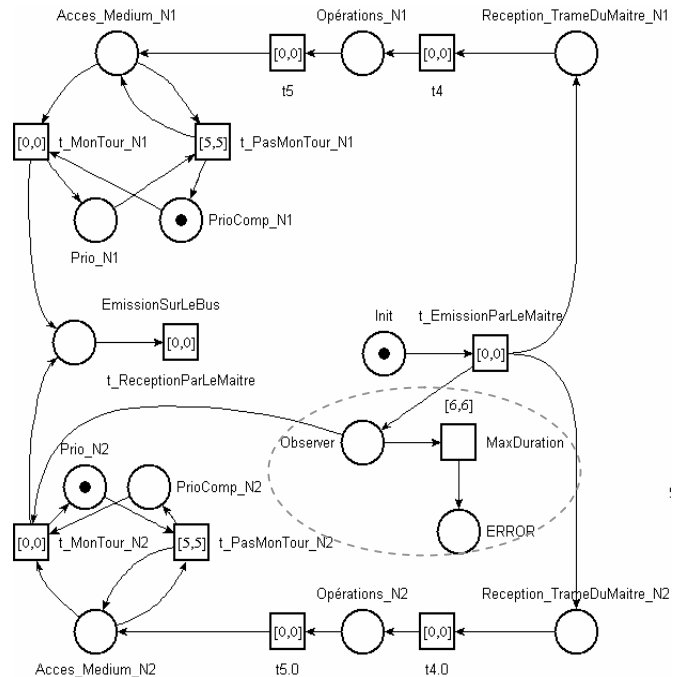 Acces_Medium_N1
Opérations_N1
Reception_TrameDuMaitre_N1
[0,0]
[0,0]
t5
t4
[0,0]
t_MonTour_N1
[5,5]
t_PasMonTour_N1
PrioComp_N1
Prio_N1
EmissionSurLeBus
Init
t_EmissionParLeMaitre
[0,0]
[0,0]
t_ReceptionParLeMaitre
[6,6]
Observer
MaxDuration
Prio_N2
PrioComp_N2
ERROR
[0,0]
t_MonTour_N2
[5,5]
t_PasMonTour_N2
Opérations_N2
Reception_TrameDuMaitre_N2
[0,0]
[0,0]
Acces_Medium_N2
t5.0
t4.0